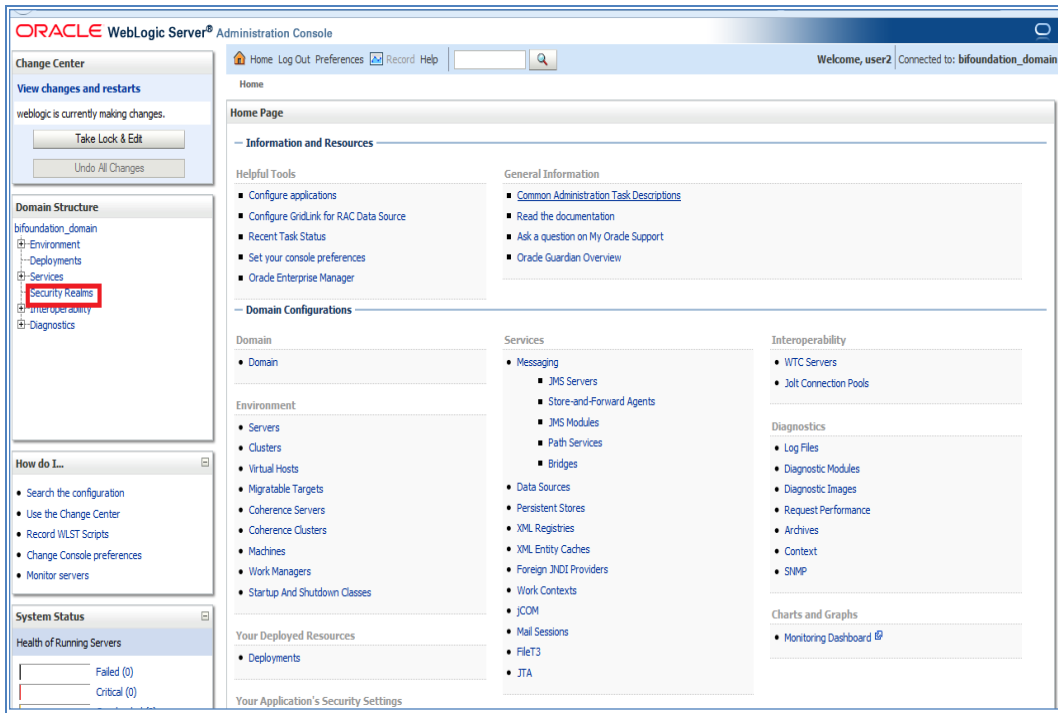 ORACLE WebLogic Server® Administration Console
Change Center
View changes and restarts
weblogic is currently making changes.
Take Lock & Edit
Undo All Changes
Domain Structure
bifoundation_domain
Environment
Deployments
Services
Security Realms
Interoperability
Diagnostics
How do I...
Search the configuration
Use the Change Center
Record WLST Scripts
Change Console preferences
Monitor servers
System Status
Health of Running Servers
Failed (0)
Critical (0)
Home Log Out Preferences Record Help
Welcome, user2 Connected to: bifoundation_domain
Home
Home Page
Information and Resources
Helpful Tools
Configure applications
Configure GridLink for RAC Data Source
Recent Task Status
Set your console preferences
Oracle Enterprise Manager
General Information
Common Administration Task Descriptions
Read the documentation
Ask a question on My Oracle Support
Oracle Guardian Overview
Domain Configurations
Domain
Domain
Environment
Servers
Clusters
Virtual Hosts
Migratable Targets
Coherence Servers
Coherence Clusters
Machines
Work Managers
Startup And Shutdown Classes
Your Deployed Resources
Deployments
Your Application's Security Settings
Services
Messaging
JMS Servers
Store-and-Forward Agents
JMS Modules
Path Services
Bridges
Data Sources
Persistent Stores
XML Registries
XML Entity Caches
Foreign JNDI Providers
Work Contexts
jCOM
Mail Sessions
FileT3
JTA
Interoperability
WTC Servers
Jolt Connection Pools
Diagnostics
Log Files
Diagnostic Modules
Diagnostic Images
Request Performance
Archives
Context
SNMP
Charts and Graphs
Monitoring Dashboard